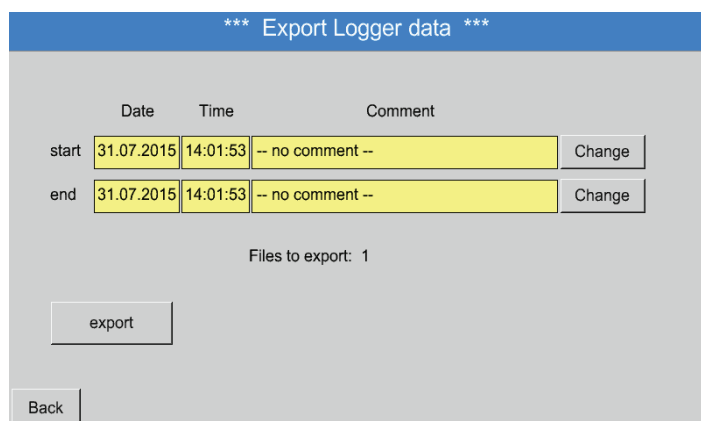 *** Export Logger data ***
Date Time Comment
start 31.07.2015 14:01:53 -- no comment -- Change
end 31.07.2015 14:01:53 -- no comment -- Change
Files to export: 1
export
Back